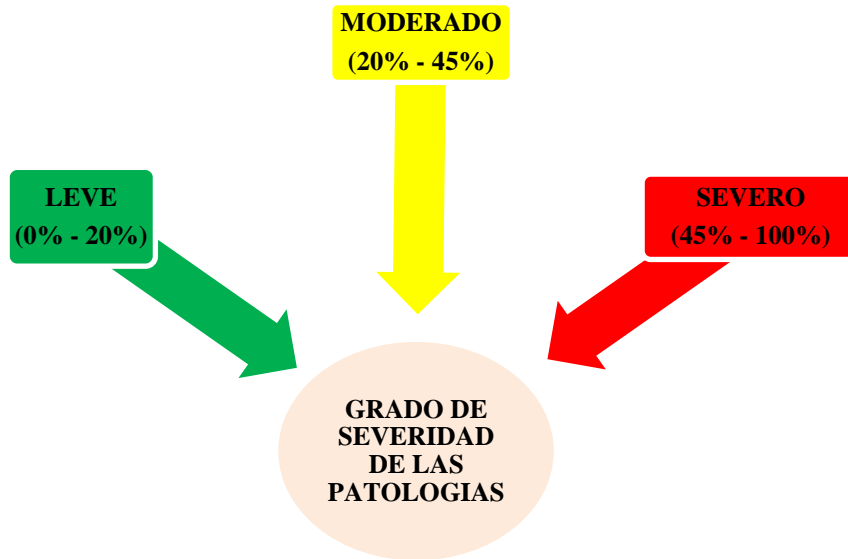 MODERADO
(20% - 45%)
LEVE
(0% - 20%)
SEVERO
(45% - 100%)
GRADO DE
SEVERIDAD
DE LAS
PATOLOGIAS